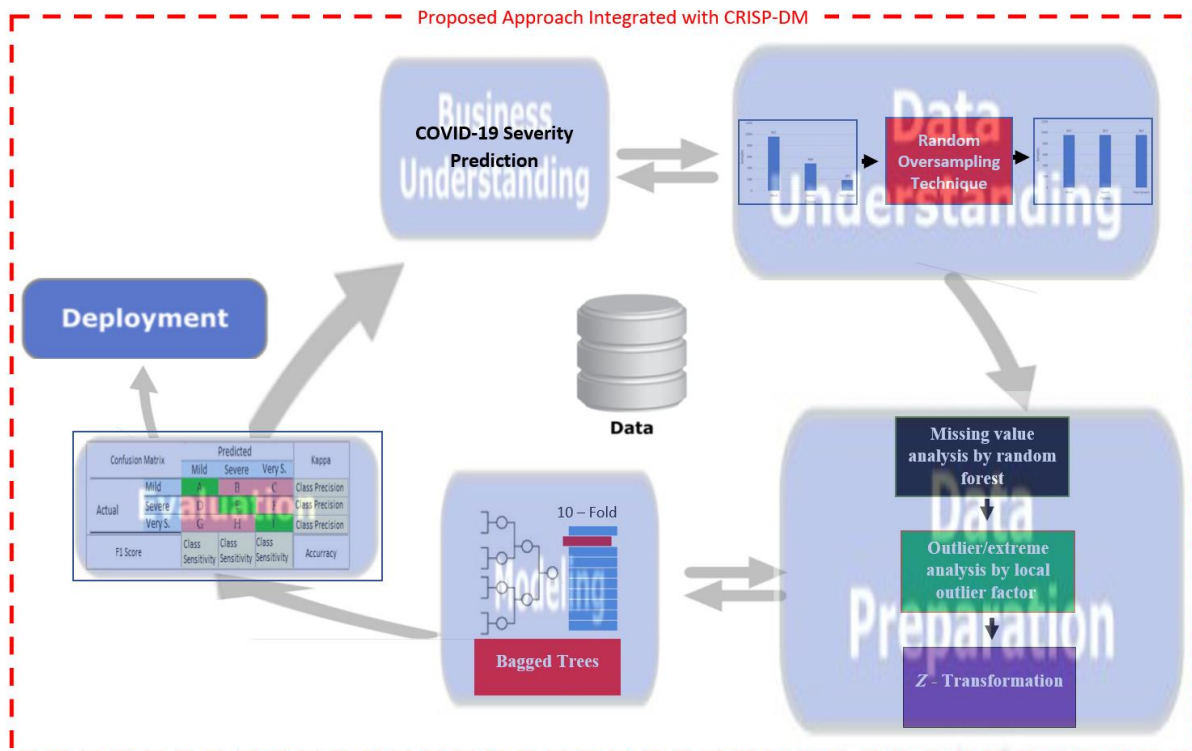 Proposed Approach Integrated with CRISP-DM
Business
Understanding
COVID-19 Severity
Prediction
Data
Understanding
Random
Oversampling
Technique
Deployment
Data
Data
Preparation
Missing value
analysis by random
forest
Outlier/extreme
analysis by local
outlier factor
Z - Transformation
Modeling
10 – Fold
Bagged Trees
Evaluation
Confusion Matrix
Predicted
Kappa
Mild Severe Very S.
Actual
Mild A B C Class Precision
Severe D E F Class Precision
Very S. G H I Class Precision
F1 Score
Class Sensitivity
Class Sensitivity
Class Sensitivity
Accurracy